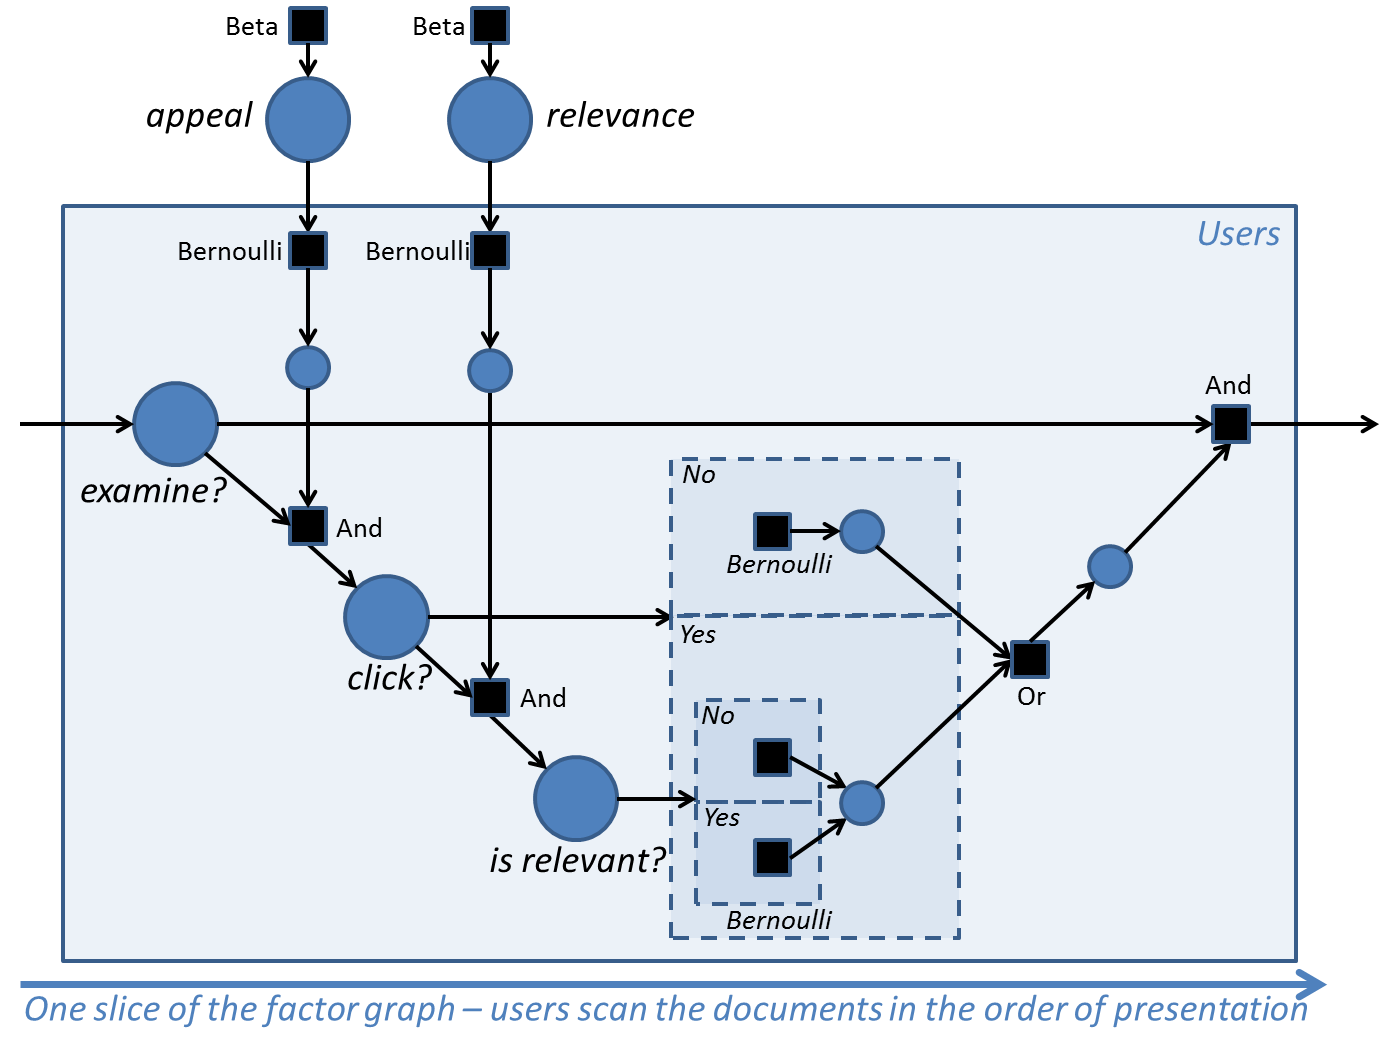 Beta
Beta
appeal
relevance
Users
Bernoulli
Bernoulli
And
examine?
No
And
Bernoulli
Yes
click?
And
Or
No
Yes
is relevant?
Bernoulli
One slice of the factor graph – users scan the documents in the order of presentation